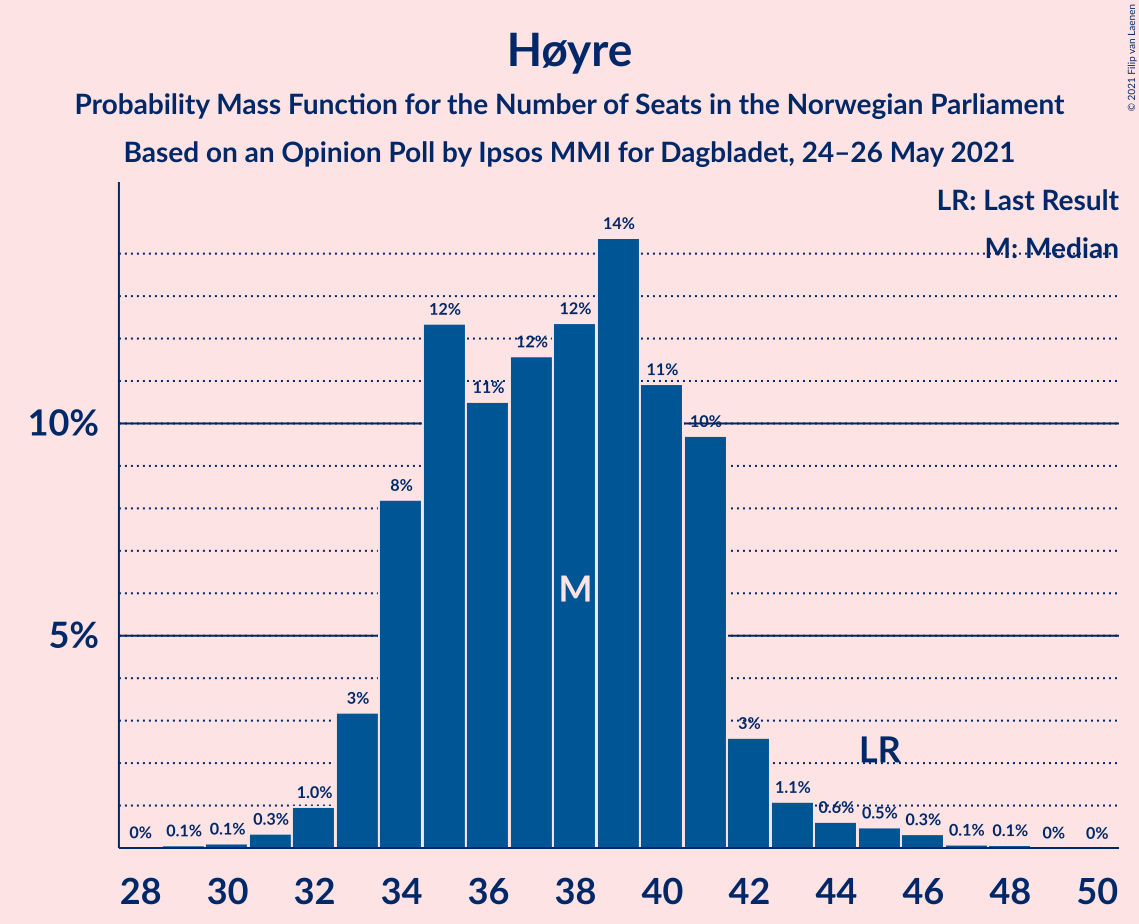 Høyre
Probability Mass Function for the Number of Seats in the Norwegian Parliament
Based on an Opinion Poll by Ipsos MMI for Dagbladet, 24–26 May 2021
© 2021 Filip van Laenen
LR: Last Result
M: Median
10%
5%
0%
0.1%
0.1%
0.3%
1.0%
3%
8%
12%
11%
12%
12%
14%
11%
10%
3%
1.1%
0.6%
0.5%
0.3%
0.1%
0.1%
0%
0%
M
LR
28 30 32 34 36 38 40 42 44 46 48 50